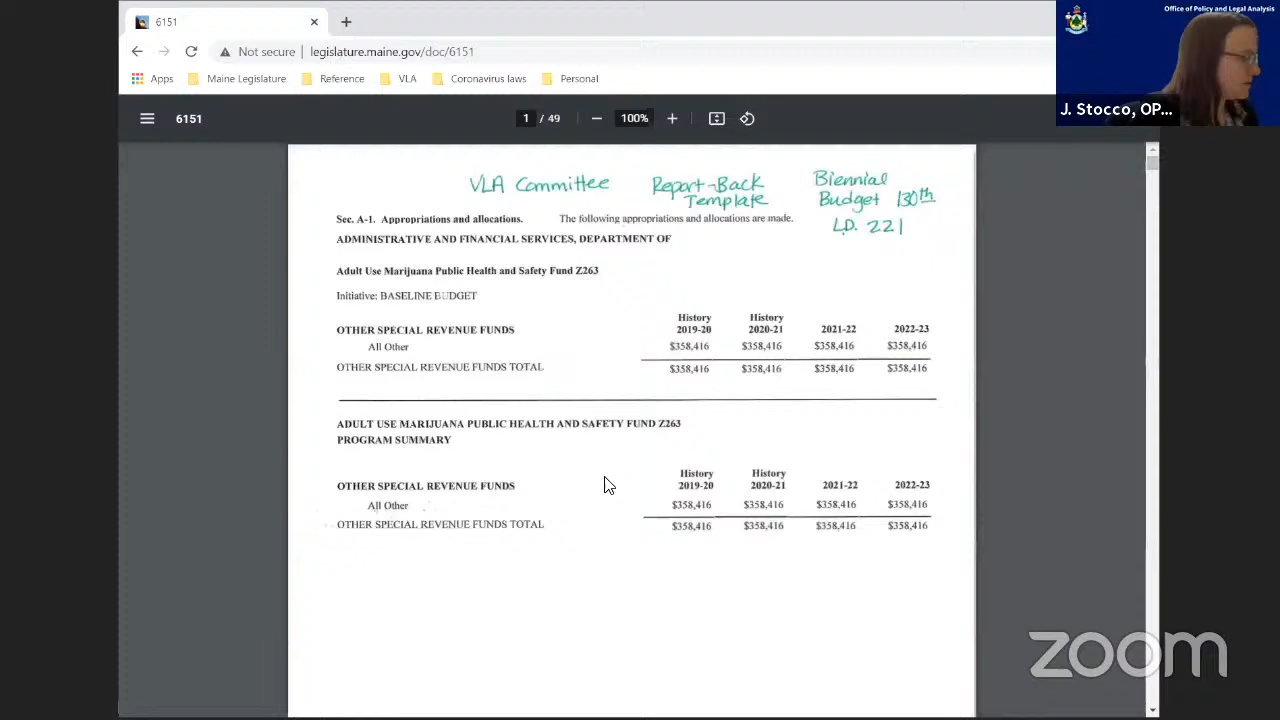 6151
Office of Policy and Legal Analysis
Not secure | legislature.maine.gov/doc/6151
Apps Maine Legislature Reference VLA Coronavirus laws Personal
J. Stocco, OP...
6151 1 / 49 100%
VLA Committee Report-Back Template Biennial Budget 130th L.D. 221
Sec. A-1. Appropriations and allocations. The following appropriations and allocations are made.
ADMINISTRATIVE AND FINANCIAL SERVICES, DEPARTMENT OF
Adult Use Marijuana Public Health and Safety Fund Z263
Initiative: BASELINE BUDGET
History History
OTHER SPECIAL REVENUE FUNDS 2019-20 2020-21 2021-22 2022-23
All Other $358,416 $358,416 $358,416 $358,416
OTHER SPECIAL REVENUE FUNDS TOTAL $358,416 $358,416 $358,416 $358,416
ADULT USE MARIJUANA PUBLIC HEALTH AND SAFETY FUND Z263
PROGRAM SUMMARY
History History
OTHER SPECIAL REVENUE FUNDS 2019-20 2020-21 2021-22 2022-23
All Other $358,416 $358,416 $358,416 $358,416
OTHER SPECIAL REVENUE FUNDS TOTAL $358,416 $358,416 $358,416 $358,416
zoom